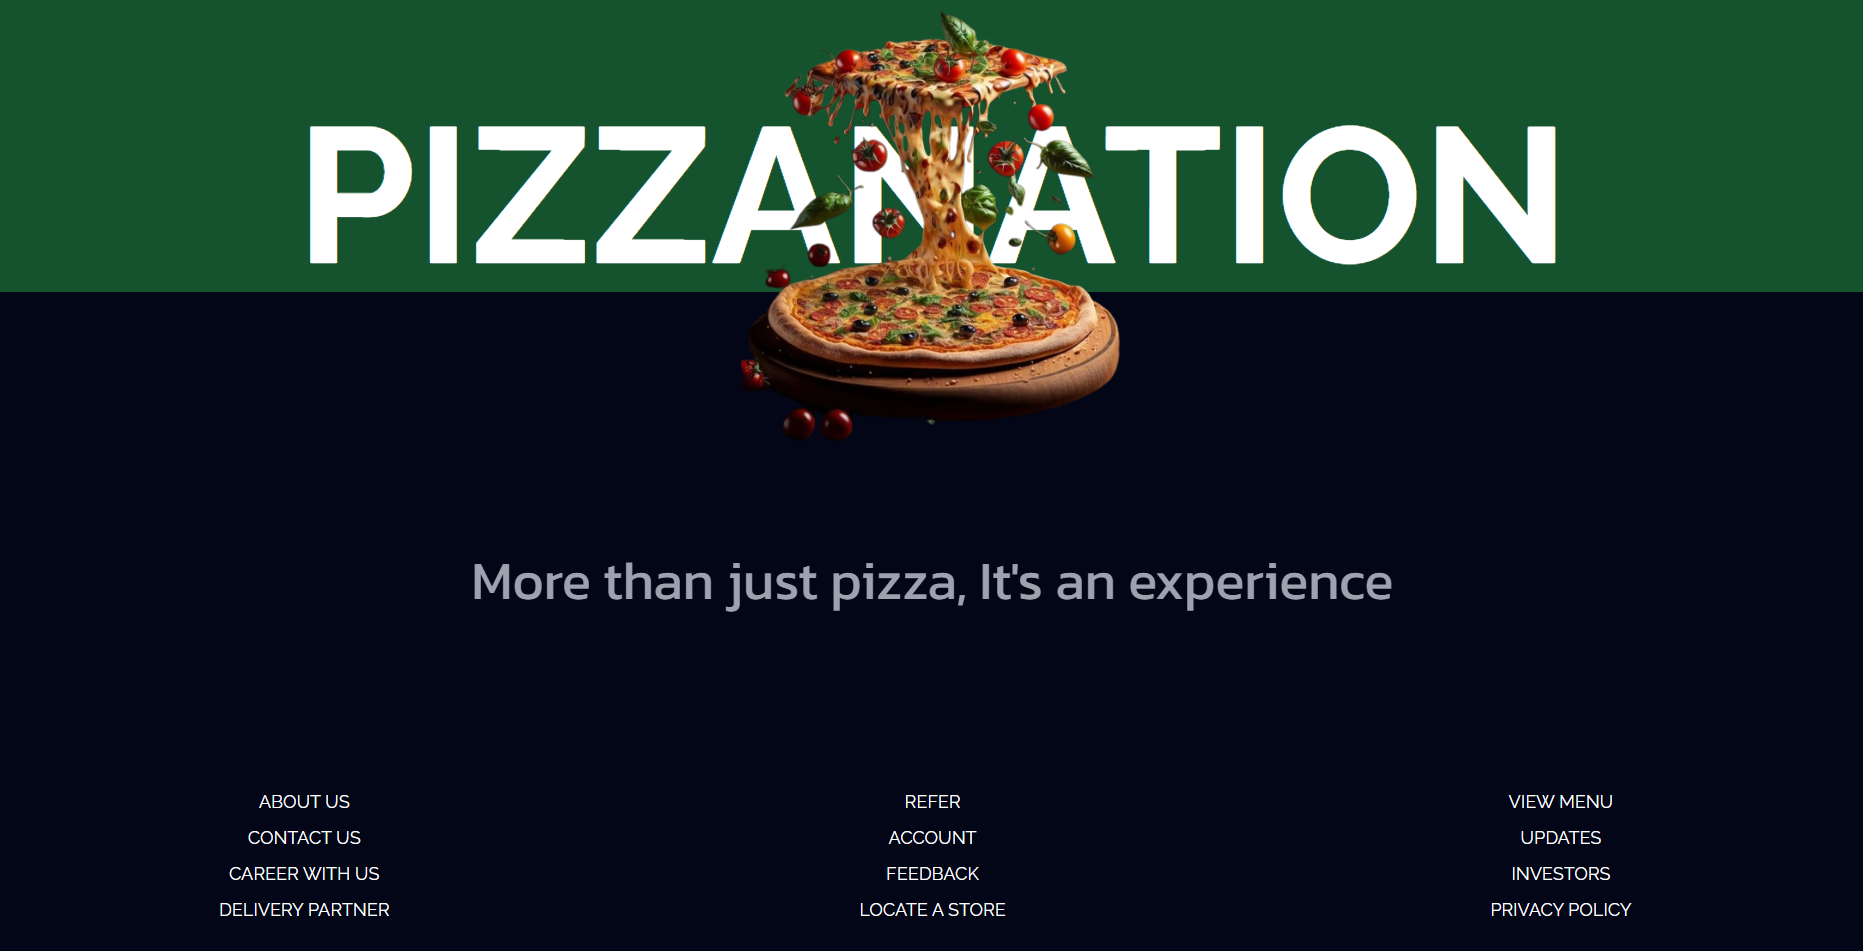 PIZZANATION
More than just pizza, It's an experience
ABOUT US
CONTACT US
CAREER WITH US
DELIVERY PARTNER
REFER
ACCOUNT
FEEDBACK
LOCATE A STORE
VIEW MENU
UPDATES
INVESTORS
PRIVACY POLICY